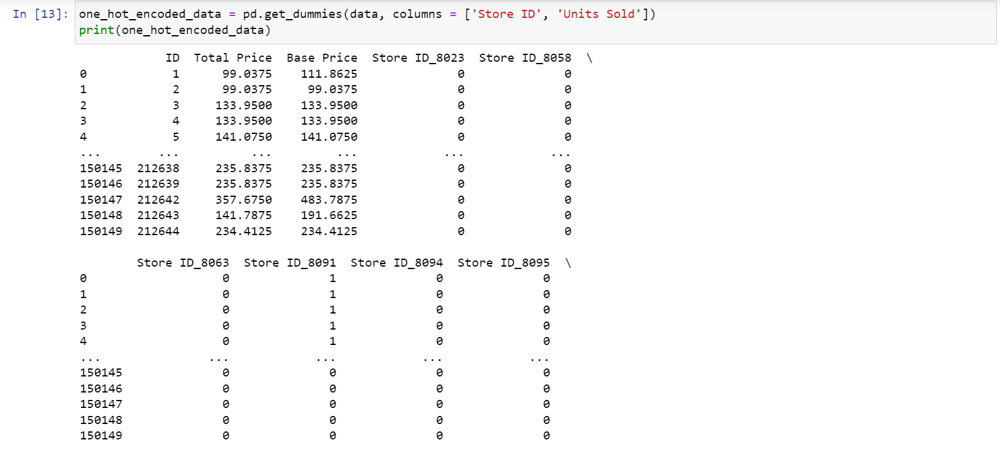 In [13]: one_hot_encoded_data = pd.get_dummies(data, columns = ['Store ID', 'Units Sold'])
print(one_hot_encoded_data)
ID Total Price Base Price Store ID_8023 Store ID_8058 \
0 1 99.0375 111.8625 0 0
1 2 99.0375 99.0375 0 0
2 3 133.9500 133.9500 0 0
3 4 133.9500 133.9500 0 0
4 5 141.0750 141.0750 0 0
... ... ... ... ... ...
150145 212638 235.8375 235.8375 0 0
150146 212639 235.8375 235.8375 0 0
150147 212642 357.6750 483.7875 0 0
150148 212643 141.7875 191.6625 0 0
150149 212644 234.4125 234.4125 0 0
Store ID_8063 Store ID_8091 Store ID_8094 Store ID_8095 \
0 0 1 0 0
1 0 1 0 0
2 0 1 0 0
3 0 1 0 0
4 0 1 0 0
... ... ... ... ...
150145 0 0 0 0
150146 0 0 0 0
150147 0 0 0 0
150148 0 0 0 0
150149 0 0 0 0